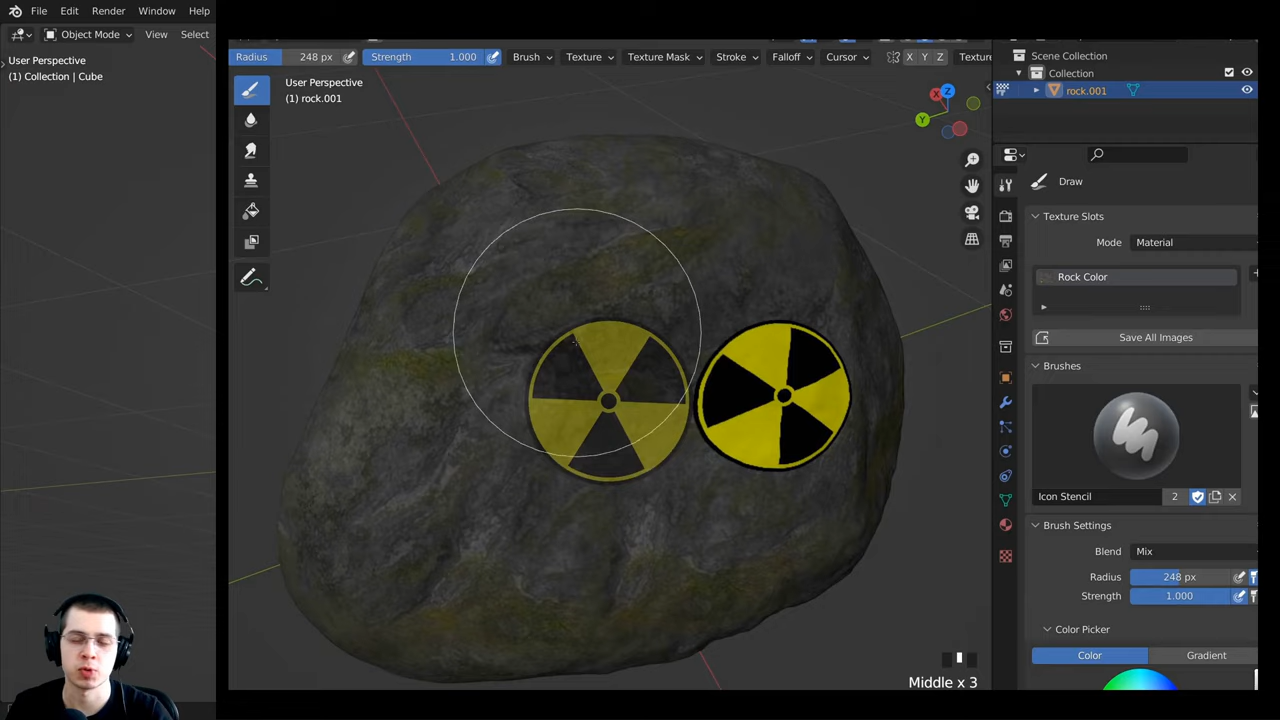 File Edit Render Window Help
Object Mode View Select
User Perspective
(1) Collection | Cube
Radius 248 px Strength 1.000 Brush Texture Texture Mask Stroke Falloff Cursor X Y Z Textu
User Perspective
(1) rock.001
X
Y
Z
Middle x 3
Scene Collection
Collection
rock.001
Draw
Texture Slots
Mode Material
Rock Color
Save All Images
Brushes
Icon Stencil 2
Brush Settings
Blend Mix
Radius 248 px
Strength 1.000
Color Picker
Color Gradient